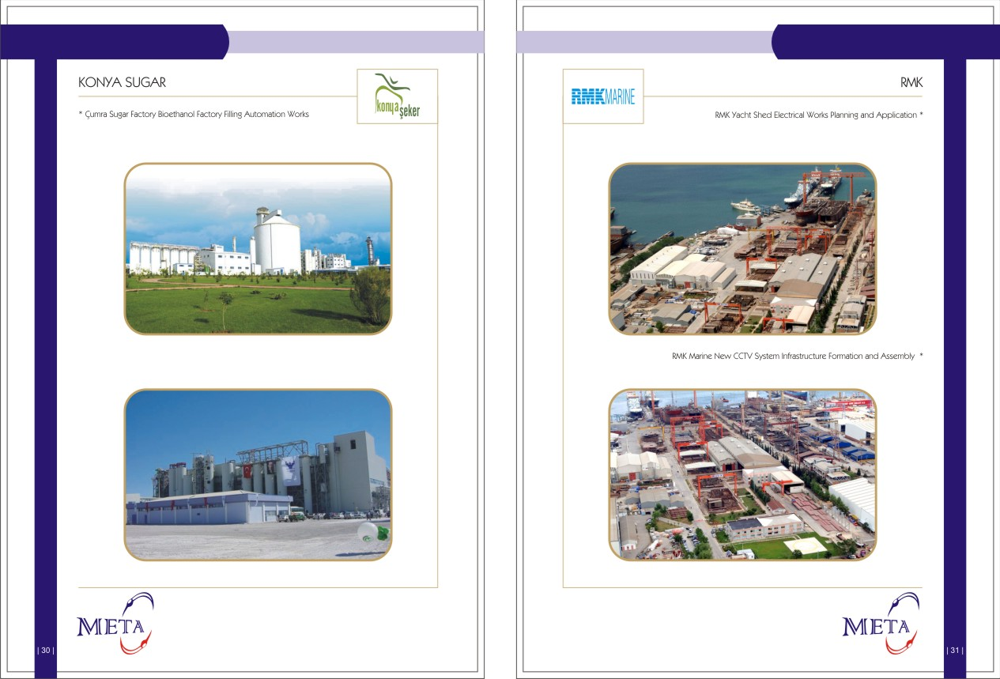 KONYA SUGAR
konya
şeker
* Çumra Sugar Factory Bioethanol Factory Filling Automation Works
META
| 30 |
RMKMARINE
RMK
RMK Yacht Shed Electrical Works Planning and Application *
RMK Marine New CCTV System Infrastructure Formation and Assembly *
META
| 31 |